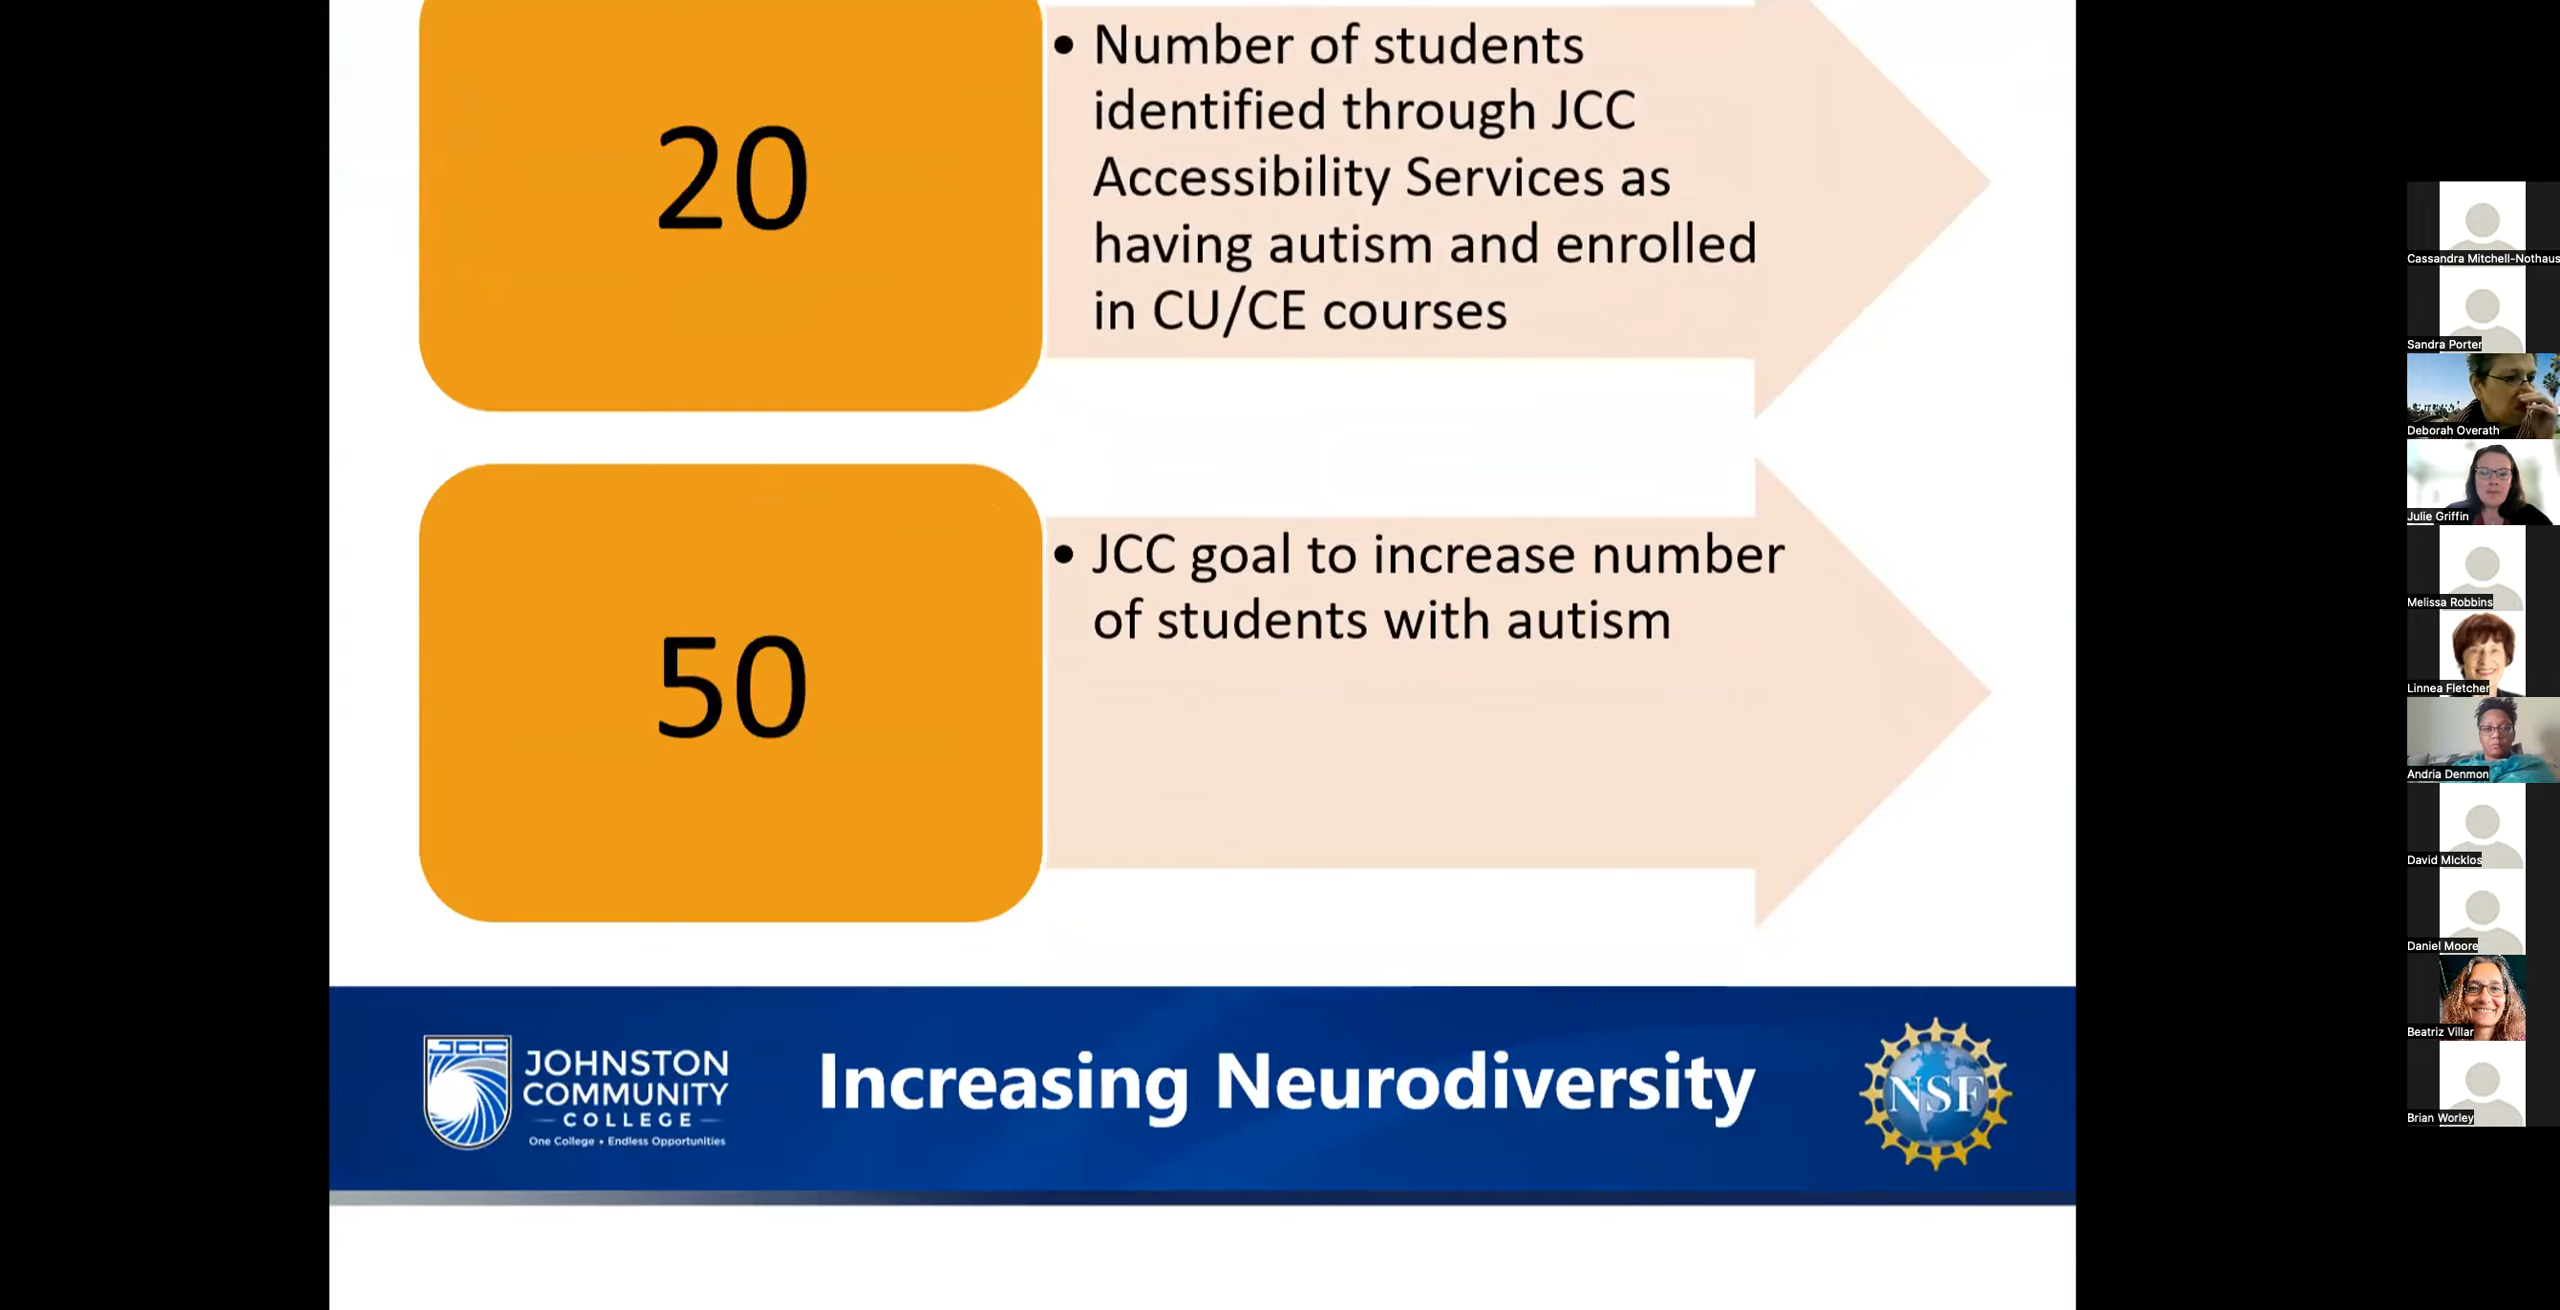 20
• Number of students
identified through JCC
Accessibility Services as
having autism and enrolled
in CU/CE courses
50
• JCC goal to increase number
of students with autism
JCC
JOHNSTON
COMMUNITY
COLLEGE
One College • Endless Opportunities
Increasing Neurodiversity
NSF
Cassandra Mitchell-Nothaus
Sandra Porter
Deborah Overath
Julie Griffin
Melissa Robbins
Linnea Fletcher
Andria Denmon
David MIcklos
Daniel Moore
Beatriz Villar
Brian Worley